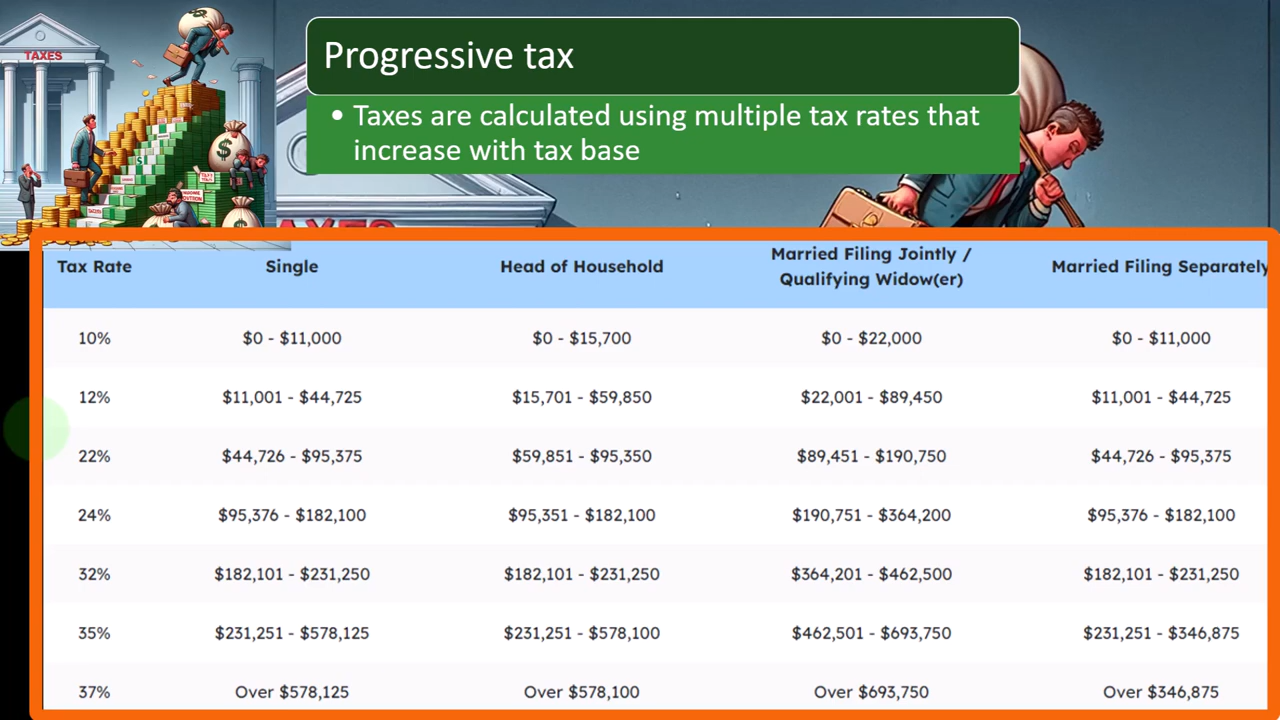 TAXES
Progressive tax
• Taxes are calculated using multiple tax rates that
increase with tax base
Tax Rate Single Head of Household Married Filing Jointly / Qualifying Widow(er) Married Filing Separately
10% $0 - $11,000 $0 - $15,700 $0 - $22,000 $0 - $11,000
12% $11,001 - $44,725 $15,701 - $59,850 $22,001 - $89,450 $11,001 - $44,725
22% $44,726 - $95,375 $59,851 - $95,350 $89,451 - $190,750 $44,726 - $95,375
24% $95,376 - $182,100 $95,351 - $182,100 $190,751 - $364,200 $95,376 - $182,100
32% $182,101 - $231,250 $182,101 - $231,250 $364,201 - $462,500 $182,101 - $231,250
35% $231,251 - $578,125 $231,251 - $578,100 $462,501 - $693,750 $231,251 - $346,875
37% Over $578,125 Over $578,100 Over $693,750 Over $346,875